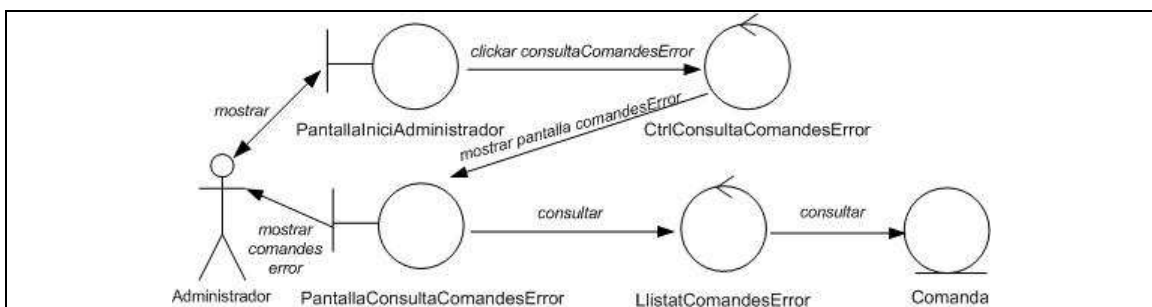 clickar consultaComandesError
mostrar
PantallaIniciAdministrador
CtrlConsultaComandesError
mostrar pantalla comandesError
consultar
consultar
mostrar
comandes
error
Administrador
PantallaConsultaComandesError
LlistatComandesError
Comanda